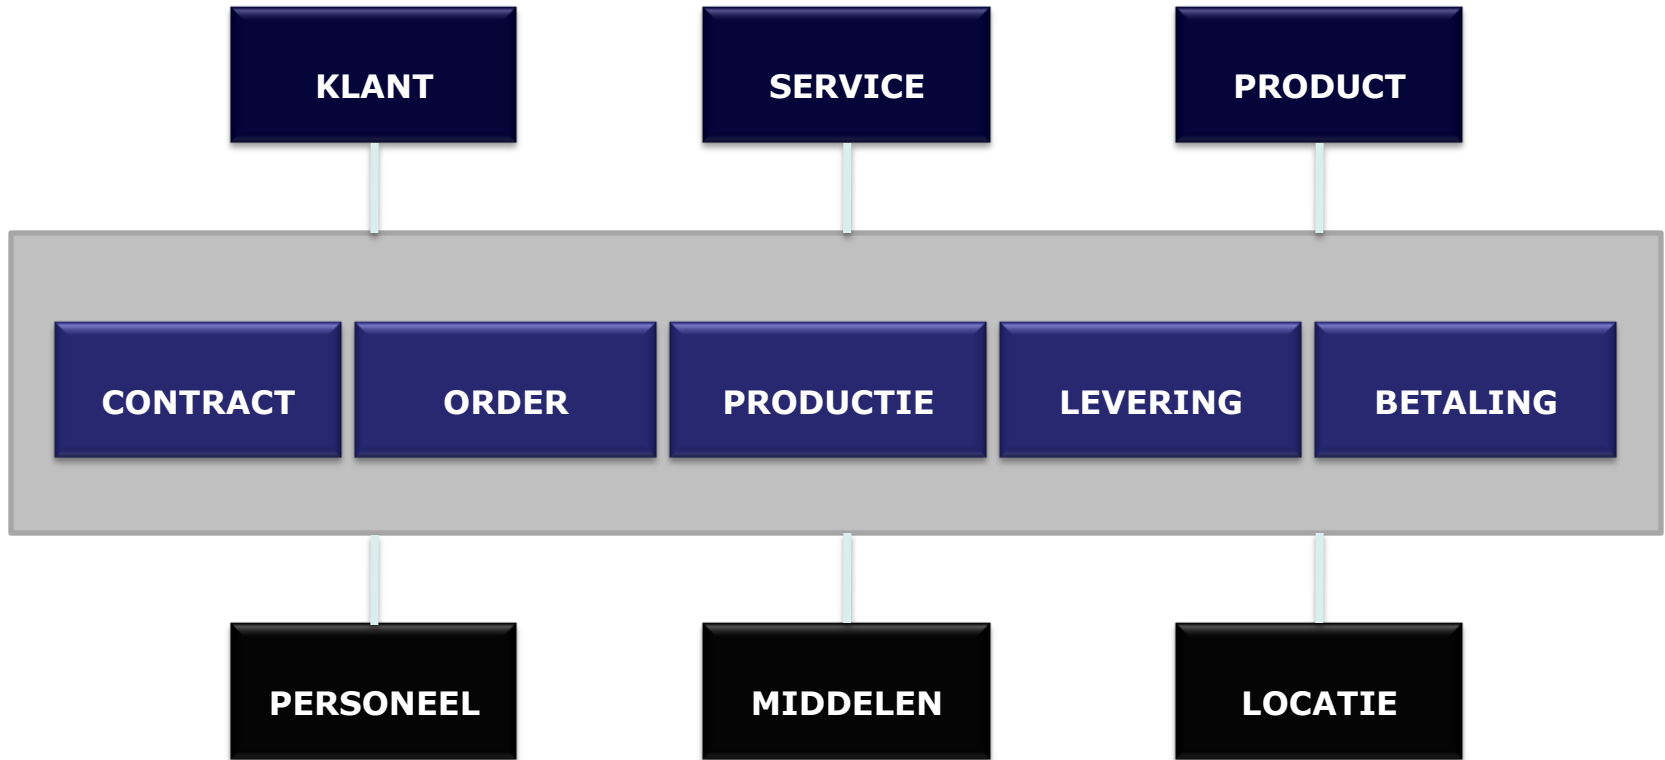 KLANT
SERVICE
PRODUCT
CONTRACT
ORDER
PRODUCTIE
LEVERING
BETALING
PERSONEEL
MIDDELEN
LOCATIE